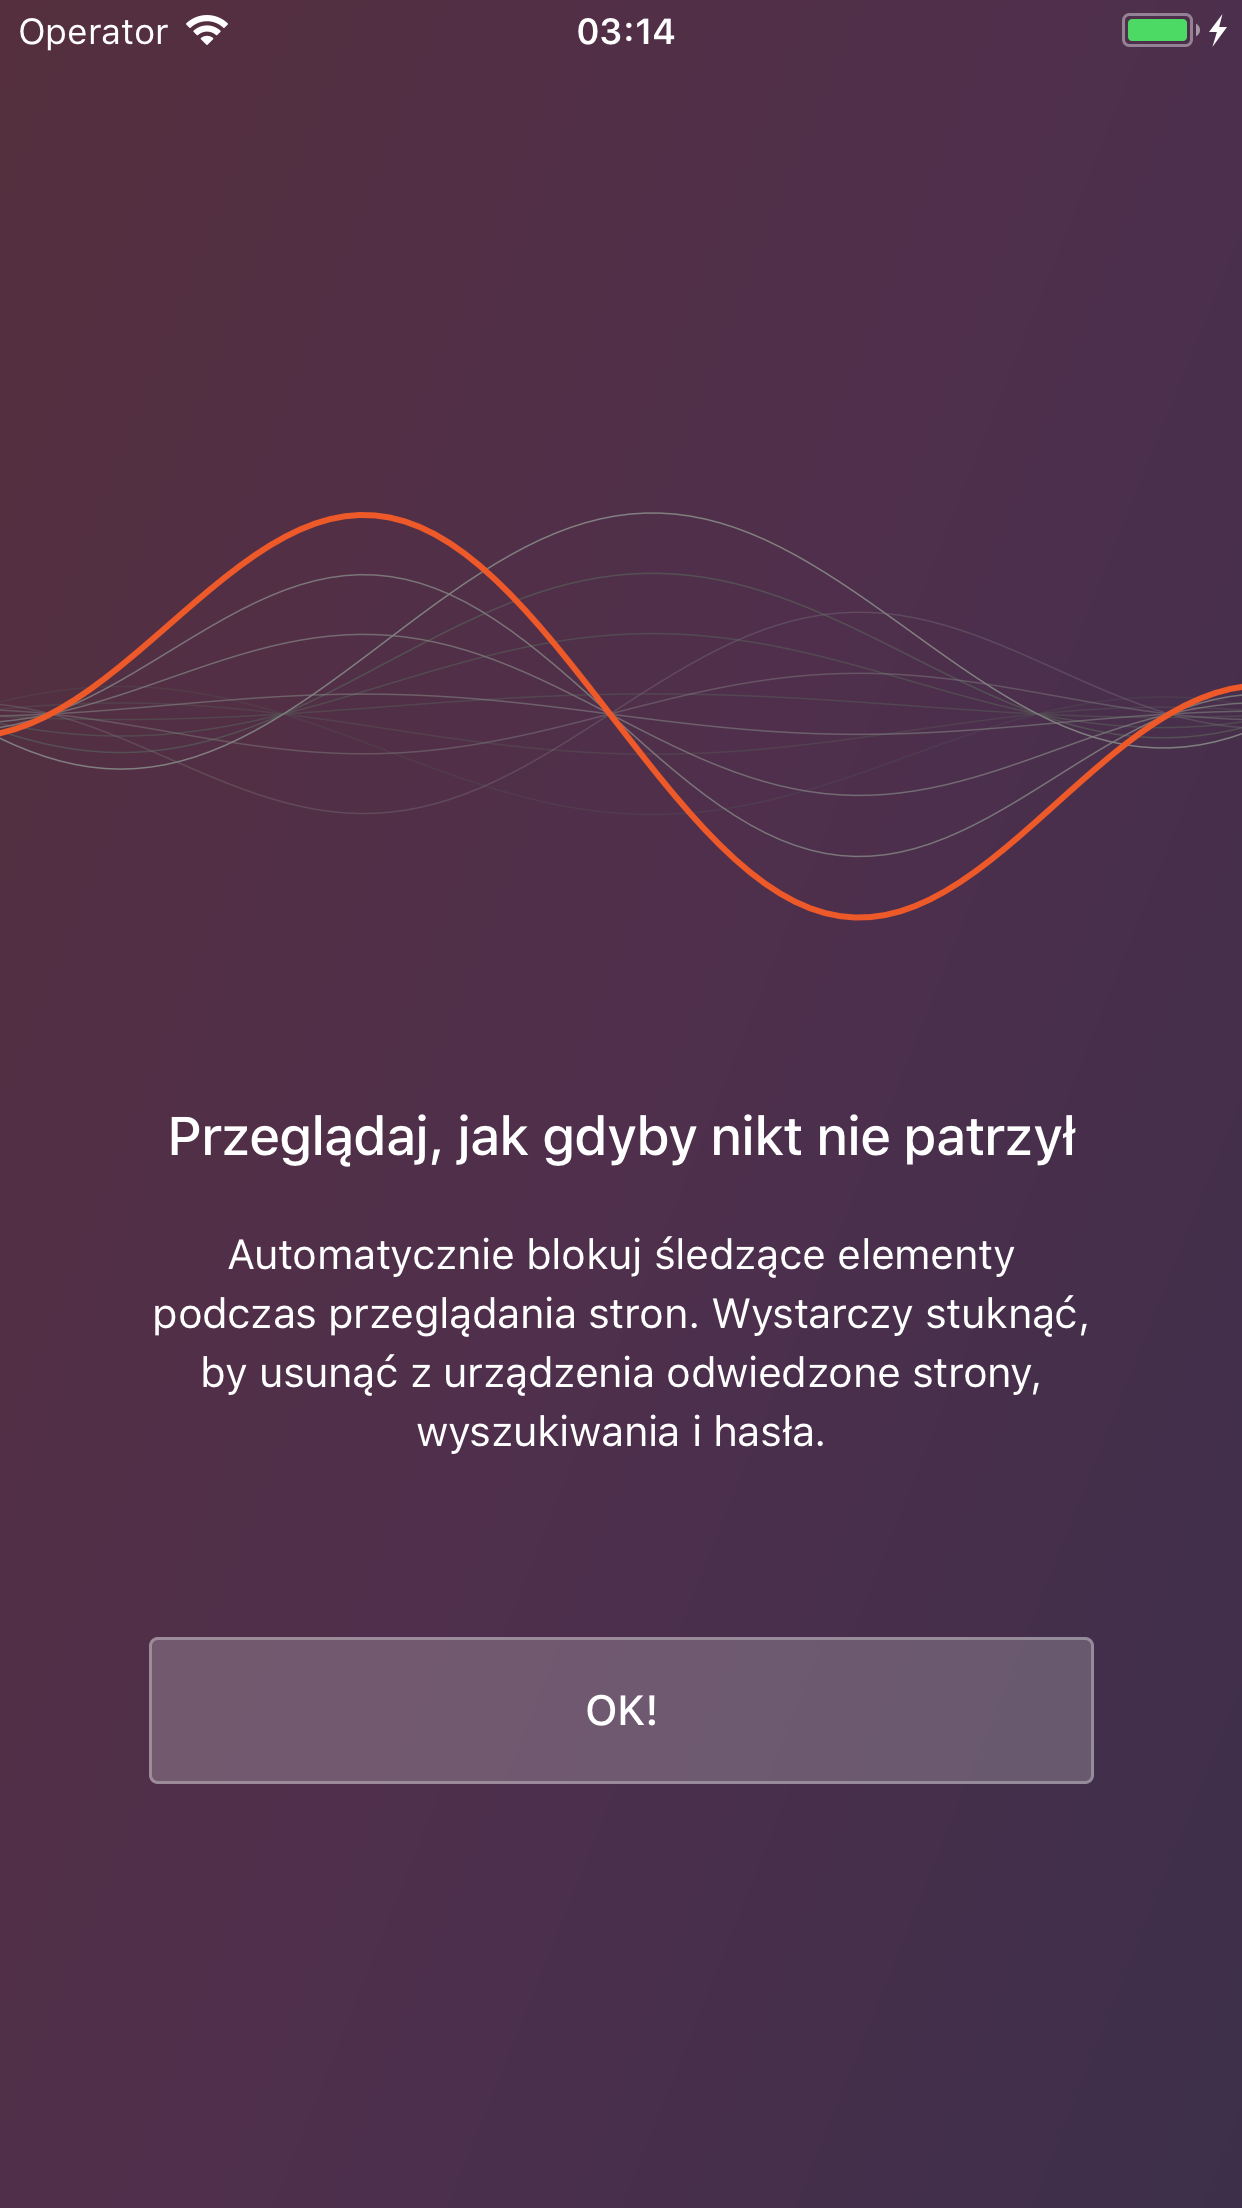 Operator 03:14
Przeglądaj, jak gdyby nikt nie patrzył
Automatycznie blokuj śledzące elementy
podczas przeglądania stron. Wystarczy stuknąć,
by usunąć z urządzenia odwiedzone strony,
wyszukiwania i hasła.
OK!